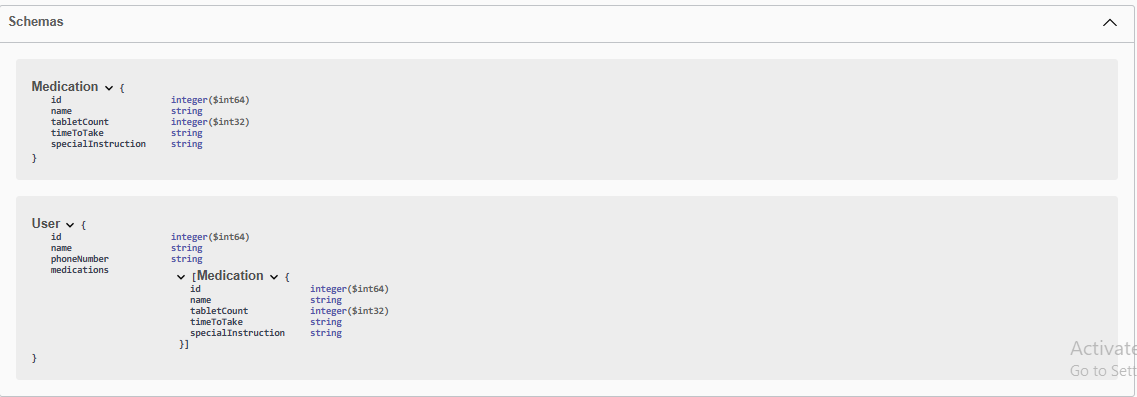 Schemas
Medication {
id integer($int64)
name string
tabletCount integer($int32)
timeToTake string
specialInstruction string
}
User {
id integer($int64)
name string
phoneNumber string
medications
[Medication {
id integer($int64)
name string
tabletCount integer($int32)
timeToTake string
specialInstruction string
}]
}
Activate
Go to Sett